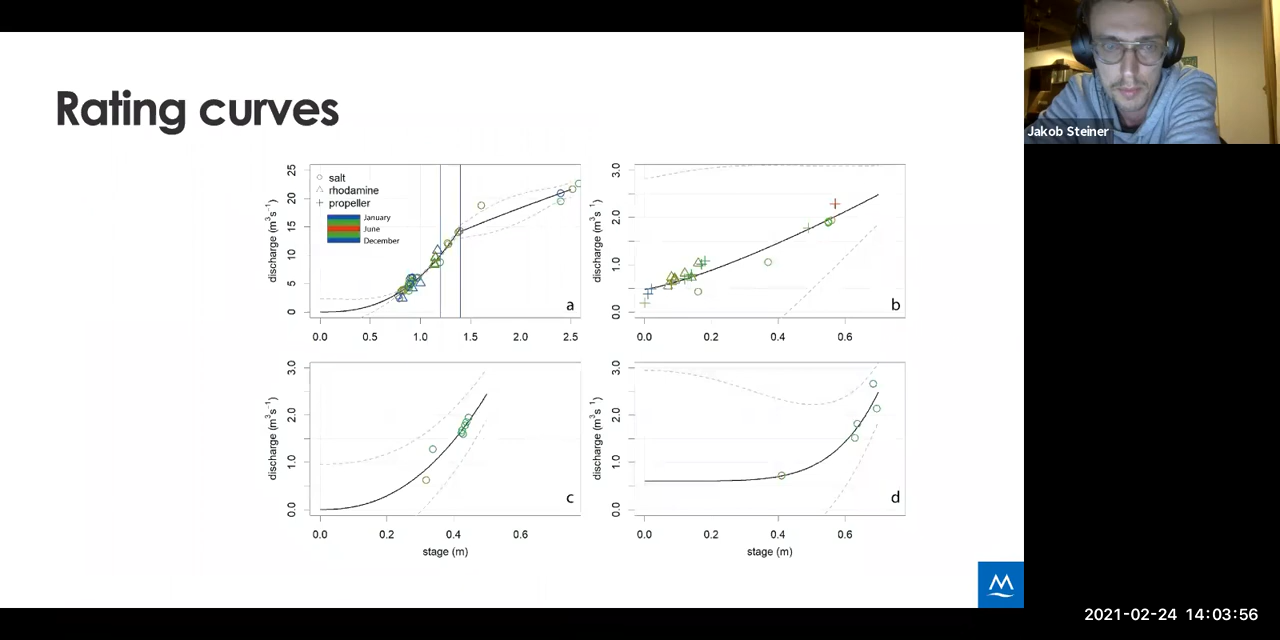 Rating curves
Jakob Steiner
salt
rhodamine
propeller
January
June
December
discharge (m³s⁻¹)
25
20
15
10
5
0
0.0 0.5 1.0 1.5 2.0 2.5
a
discharge (m³s⁻¹)
3.0
2.0
1.0
0.0
0.0 0.2 0.4 0.6
b
discharge (m³s⁻¹)
3.0
2.0
1.0
0.0
0.0 0.2 0.4 0.6
stage (m)
c
discharge (m³s⁻¹)
3.0
2.0
1.0
0.0
0.0 0.2 0.4 0.6
stage (m)
d
2021-02-24 14:03:56